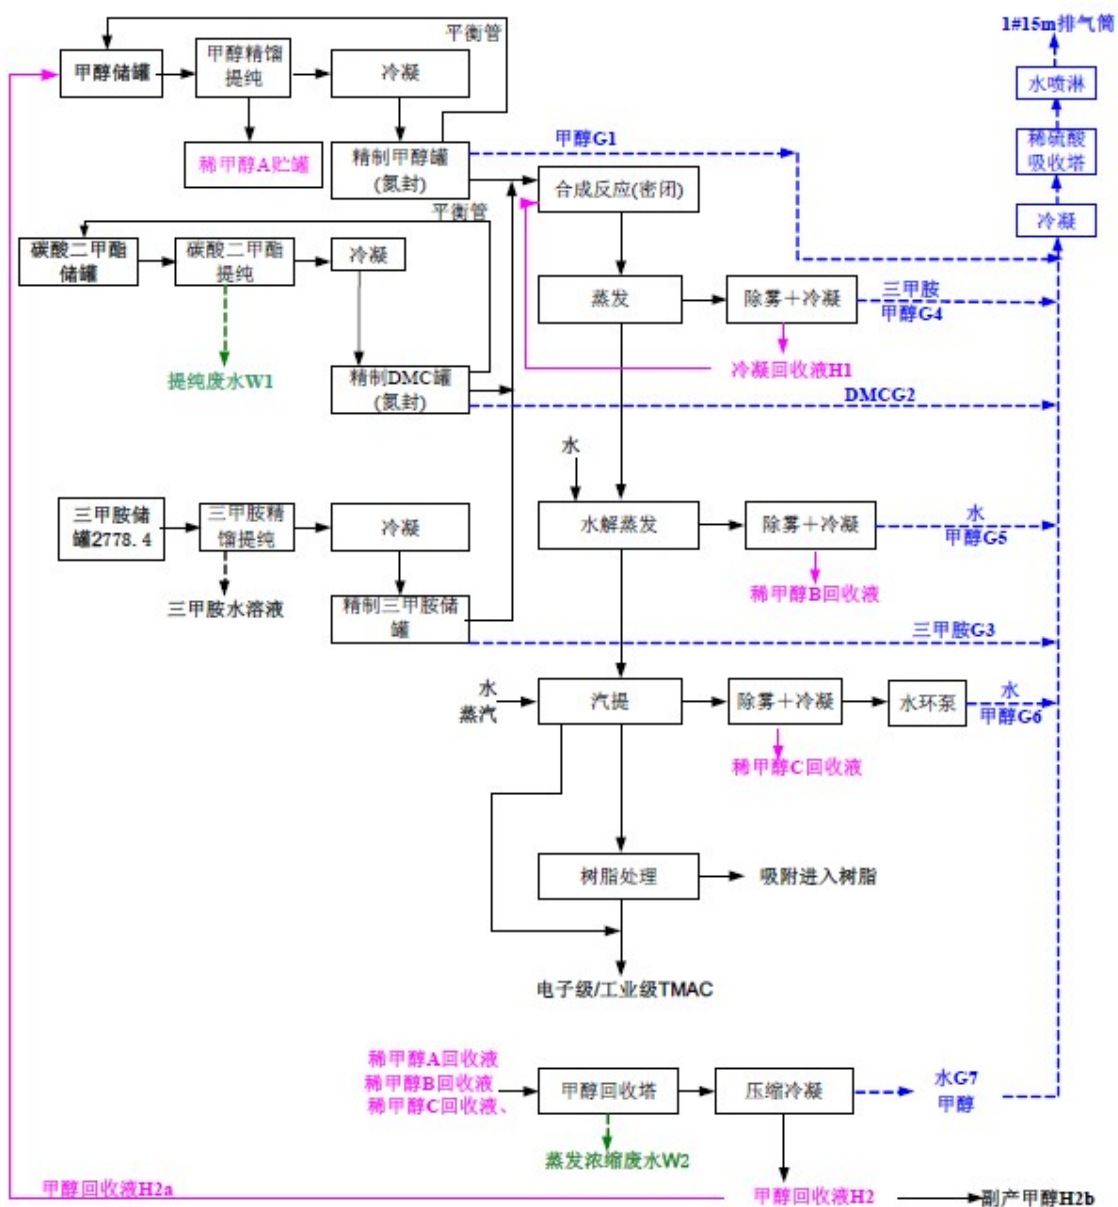 平衡管
1#15m排气筒
甲醇储罐
甲醇精馏
提纯
冷凝
水喷淋
稀甲醇A贮罐
精制甲醇罐
(氮封)
甲醇G1
合成反应(密闭)
稀硫酸
吸收塔
冷凝
平衡管
碳酸二甲酯
储罐
碳酸二甲酯
提纯
冷凝
蒸发
除雾＋冷凝
三甲胺
甲醇G4
提纯废水W1
精制DMC罐
(氮封)
冷凝回收液H1
DMCG2
水
三甲胺储
罐2778.4
三甲胺精
馏提纯
冷凝
水解蒸发
除雾＋冷凝
水
甲醇G5
三甲胺水溶液
精制三甲胺储
罐
稀甲醇B回收液
三甲胺G3
水
蒸汽
汽提
除雾＋冷凝
水环泵
水
甲醇G6
稀甲醇C回收液
树脂处理
吸附进入树脂
电子级/工业级TMAC
稀甲醇A回收液
稀甲醇B回收液
稀甲醇C回收液、
甲醇回收塔
压缩冷凝
水G7
甲醇
蒸发浓缩废水W2
甲醇回收液H2a
甲醇回收液H2
副产甲醇H2b